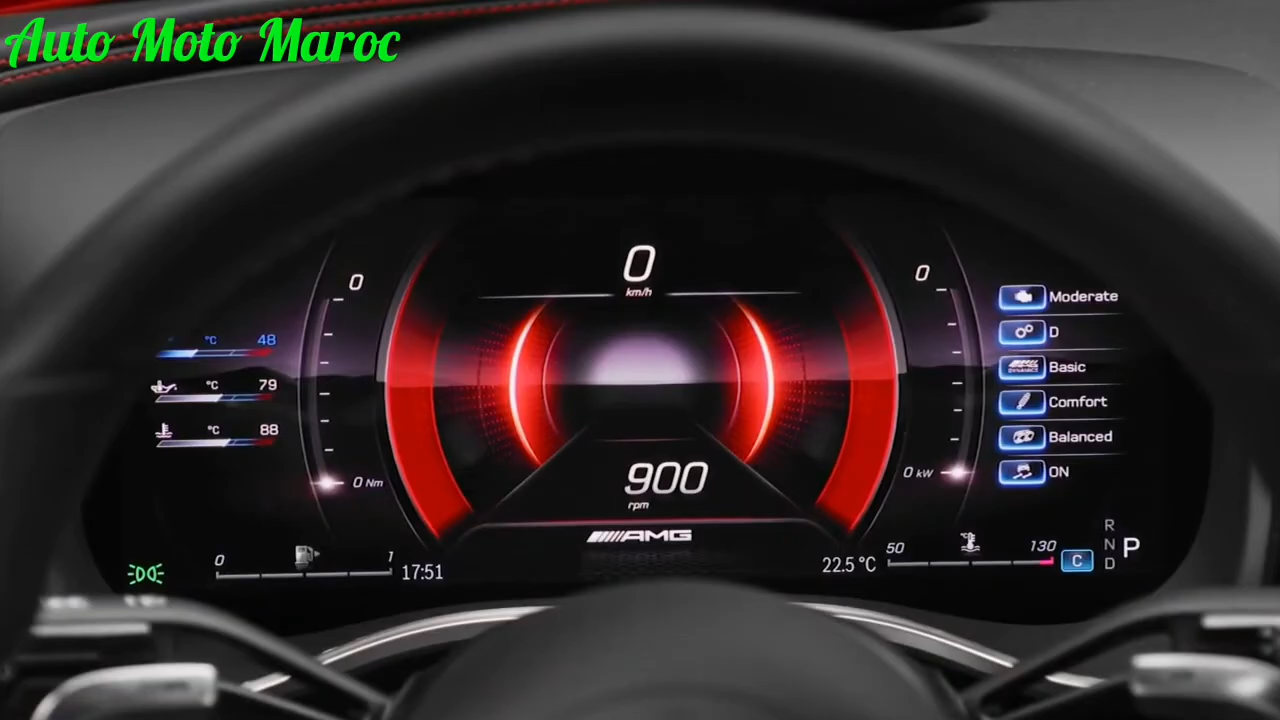 Auto Moto Maroc
0
km/h
0
0
°C 48
°C 79
°C 88
0 Nm
0 kW
Moderate
D
Basic
Comfort
Balanced
ON
900
rpm
AMG
0
1
17:51
22.5 °C
50
130
C
R
N
D
P